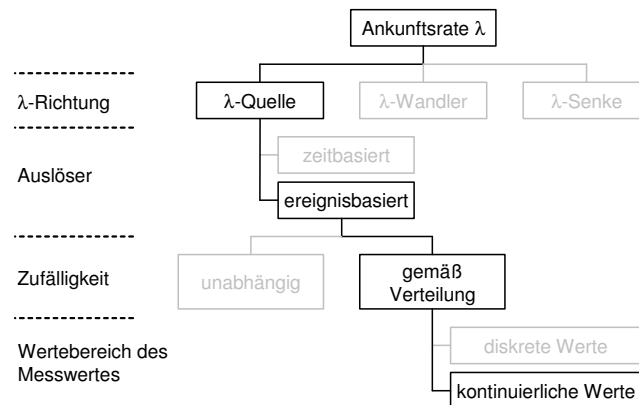 Ankunftsrate λ
λ-Richtung
λ-Quelle
λ-Wandler
λ-Senke
Auslöser
zeitbasiert
ereignisbasiert
Zufälligkeit
unabhängig
gemäß
Verteilung
Wertebereich des
Messwertes
diskrete Werte
kontinuierliche Werte